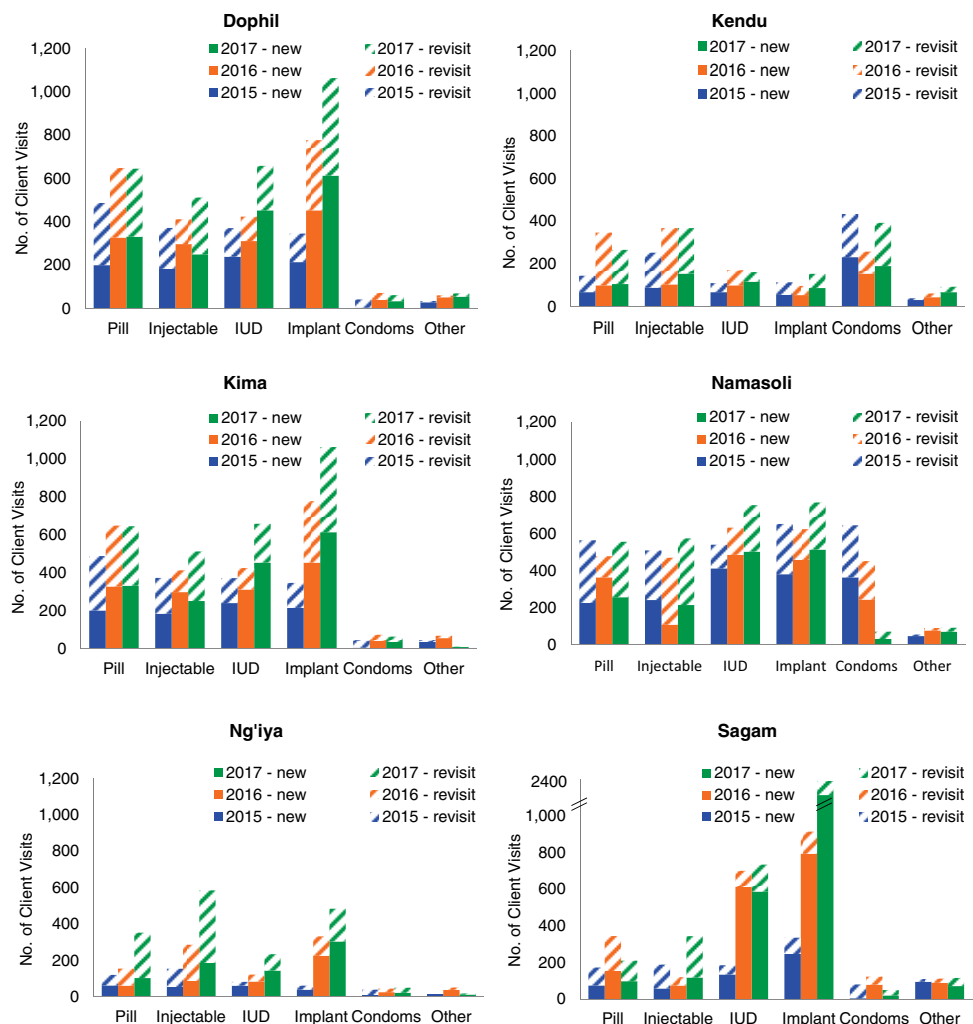 Dophil
1,200
1,000
800
600
400
200
0
No. of Client Visits
2017 - new 2017 - revisit
2016 - new 2016 - revisit
2015 - new 2015 - revisit
Pill Injectable IUD Implant Condoms Other
Kendu
1,200
1,000
800
600
400
200
0
No. of Client Visits
2017 - new 2017 - revisit
2016 - new 2016 - revisit
2015 - new 2015 - revisit
Pill Injectable IUD Implant Condoms Other
Kima
1,200
1,000
800
600
400
200
0
No. of Client Visits
2017 - new 2017 - revisit
2016 - new 2016 - revisit
2015 - new 2015 - revisit
Pill Injectable IUD Implant Condoms Other
Namasoli
1,200
1,000
800
600
400
200
0
No. of Client Visits
2017 - new 2017 - revisit
2016 - new 2016 - revisit
2015 - new 2015 - revisit
Pill Injectable IUD Implant Condoms Other
Ng'iya
1,200
1,000
800
600
400
200
0
No. of Client Visits
2017 - new 2017 - revisit
2016 - new 2016 - revisit
2015 - new 2015 - revisit
Pill Injectable IUD Implant Condoms Other
Sagam
2400
1,000
800
600
400
200
0
No. of Client Visits
2017 - new 2017 - revisit
2016 - new 2016 - revisit
2015 - new 2015 - revisit
Pill Injectable IUD Implant Condoms Other